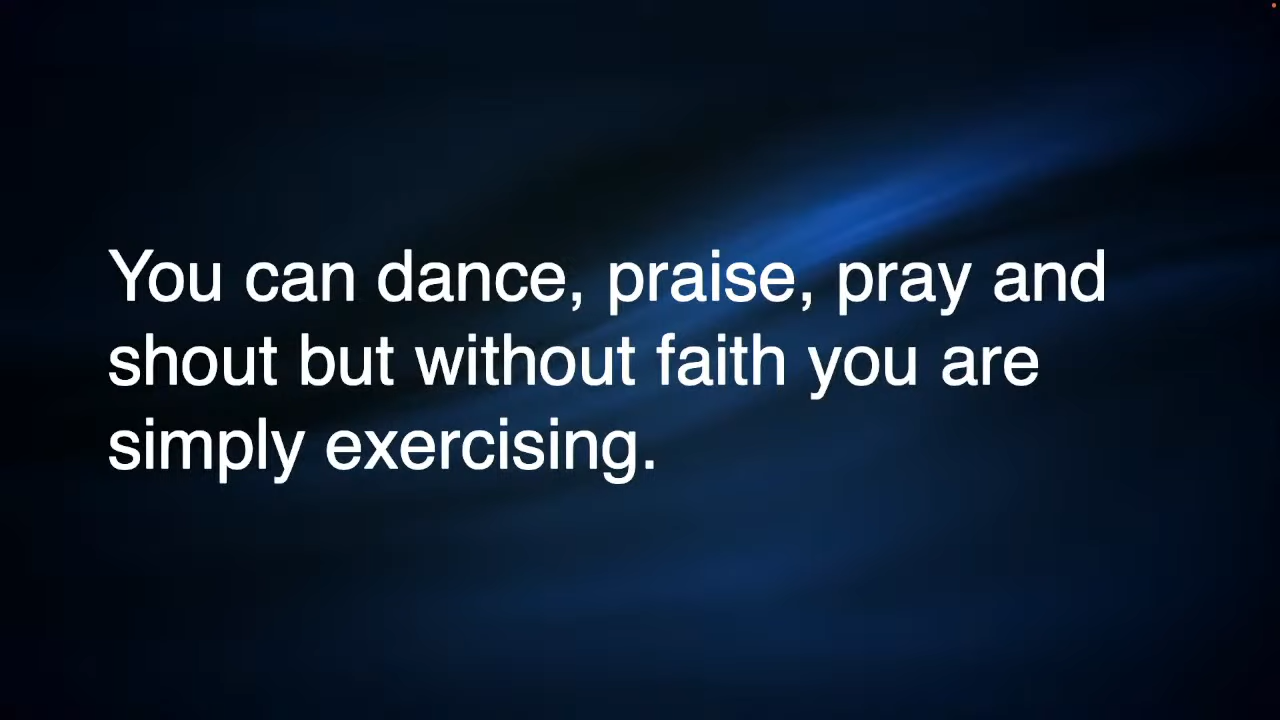 You can dance, praise, pray and
shout but without faith you are
simply exercising.